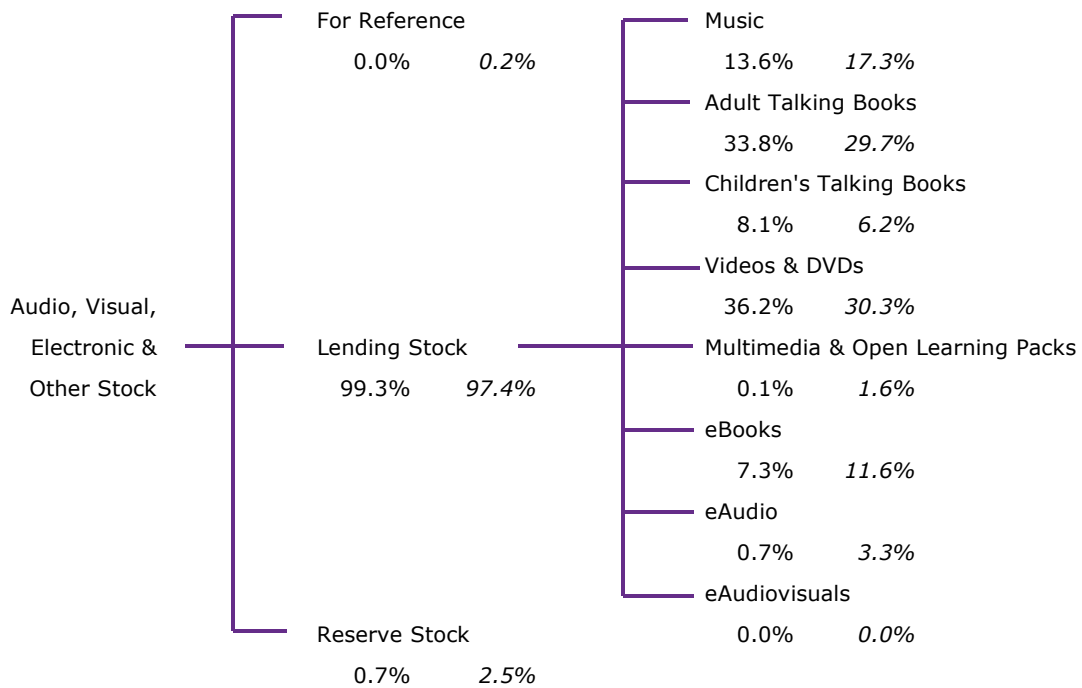 For Reference
0.0% 0.2%
Audio, Visual,
Electronic &
Other Stock
Lending Stock
99.3% 97.4%
Reserve Stock
0.7% 2.5%
Music
13.6% 17.3%
Adult Talking Books
33.8% 29.7%
Children's Talking Books
8.1% 6.2%
Videos & DVDs
36.2% 30.3%
Multimedia & Open Learning Packs
0.1% 1.6%
eBooks
7.3% 11.6%
eAudio
0.7% 3.3%
eAudiovisuals
0.0% 0.0%